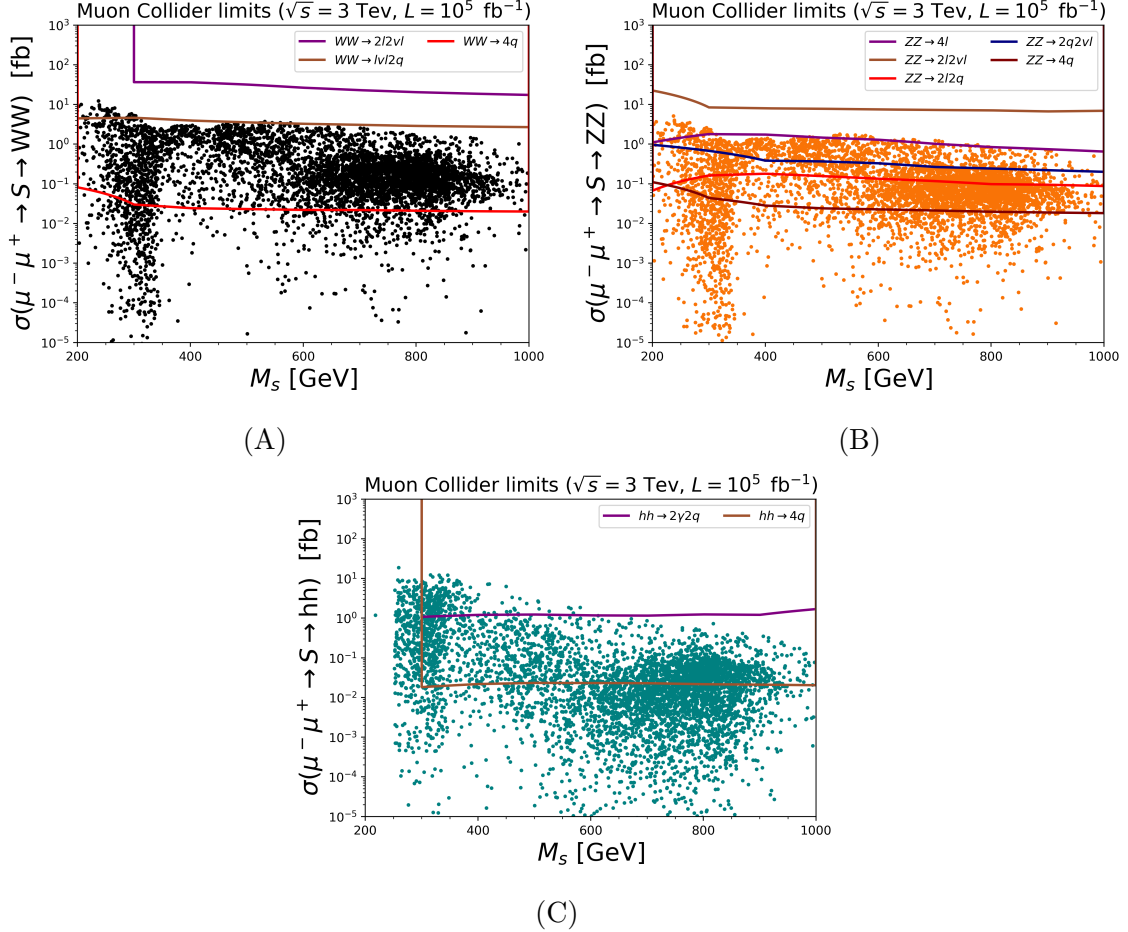 Muon Collider limits (√s = 3 Tev, L = 10⁵ fb⁻¹)
WW → 2l2νl
WW → lνl2q
WW → 4q
σ(μ⁻ μ⁺ → S → WW) [fb]
10³
10²
10¹
10⁰
10⁻¹
10⁻²
10⁻³
10⁻⁴
10⁻⁵
200 400 600 800 1000
M_s [GeV]
(A)
Muon Collider limits (√s = 3 Tev, L = 10⁵ fb⁻¹)
ZZ → 4l
ZZ → 2l2νl
ZZ → 2l2q
ZZ → 2q2νl
ZZ → 4q
σ(μ⁻ μ⁺ → S → ZZ) [fb]
10³
10²
10¹
10⁰
10⁻¹
10⁻²
10⁻³
10⁻⁴
10⁻⁵
200 400 600 800 1000
M_s [GeV]
(B)
Muon Collider limits (√s = 3 Tev, L = 10⁵ fb⁻¹)
hh → 2γ2q
hh → 4q
σ(μ⁻ μ⁺ → S → hh) [fb]
10³
10²
10¹
10⁰
10⁻¹
10⁻²
10⁻³
10⁻⁴
10⁻⁵
200 400 600 800 1000
M_s [GeV]
(C)